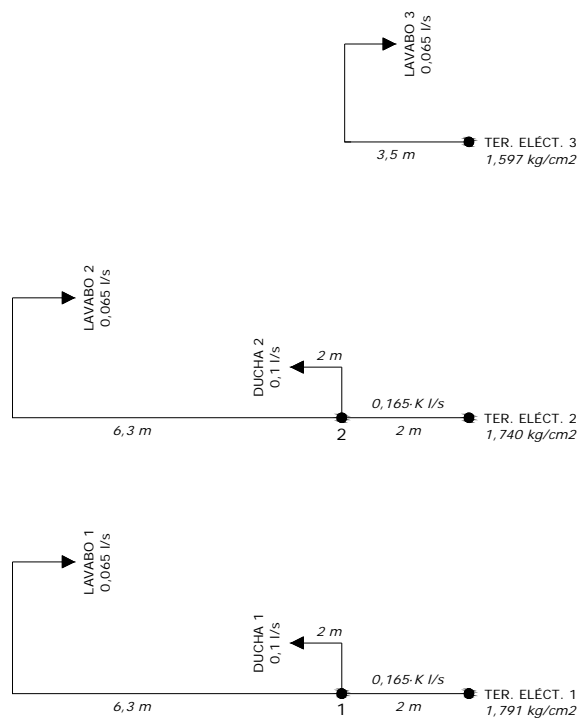 LAVABO 3
0,065 l/s
3,5 m
TER. ELÉCT. 3
1,597 kg/cm2
LAVABO 2
0,065 l/s
DUCHA 2
0,1 l/s
2 m
0,165·K l/s
6,3 m
2
2 m
TER. ELÉCT. 2
1,740 kg/cm2
LAVABO 1
0,065 l/s
DUCHA 1
0,1 l/s
2 m
0,165·K l/s
6,3 m
1
2 m
TER. ELÉCT. 1
1,791 kg/cm2